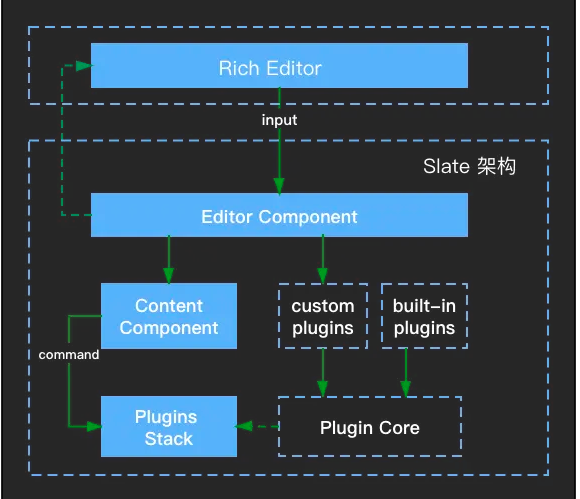 Rich Editor
input
Slate 架构
Editor Component
Content
Component
custom
plugins
built-in
plugins
command
Plugins
Stack
Plugin Core